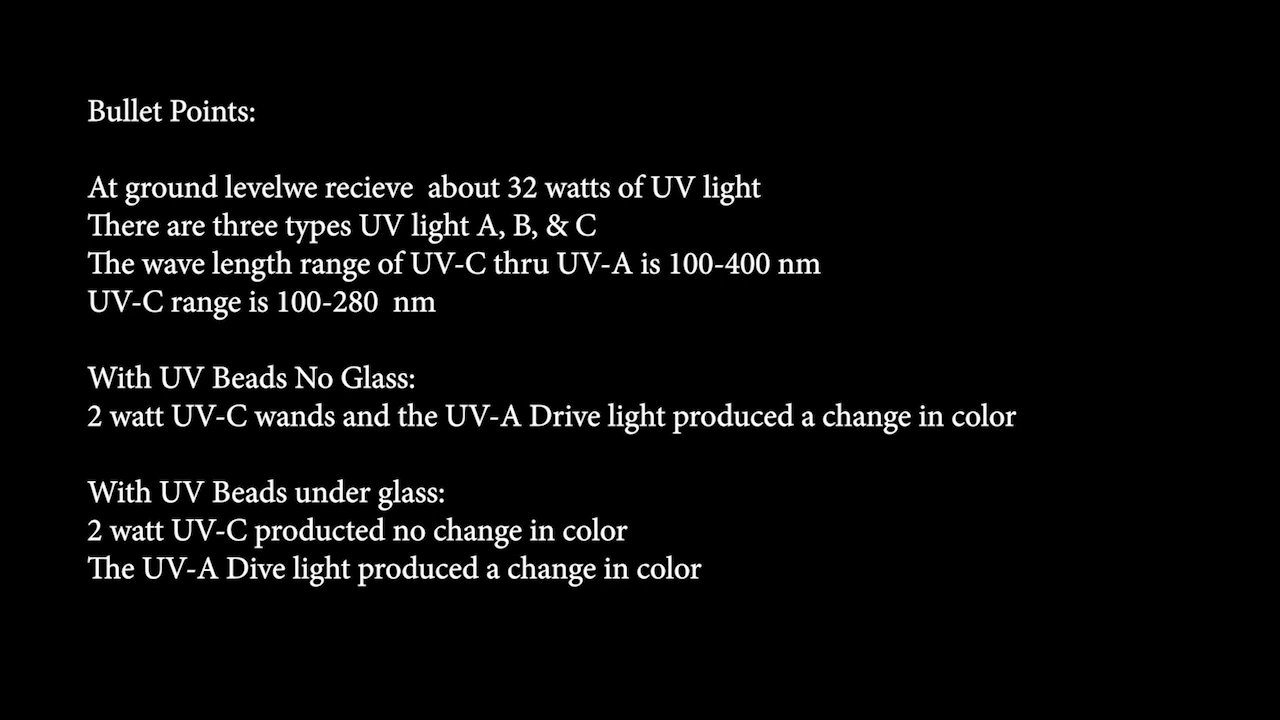 Bullet Points:
At ground levelwe recieve  about 32 watts of UV light
There are three types UV light A, B, & C
The wave length range of UV-C thru UV-A is 100-400 nm
UV-C range is 100-280  nm
With UV Beads No Glass:
2 watt UV-C wands and the UV-A Drive light produced a change in color
With UV Beads under glass:
2 watt UV-C producted no change in color
The UV-A Dive light produced a change in color